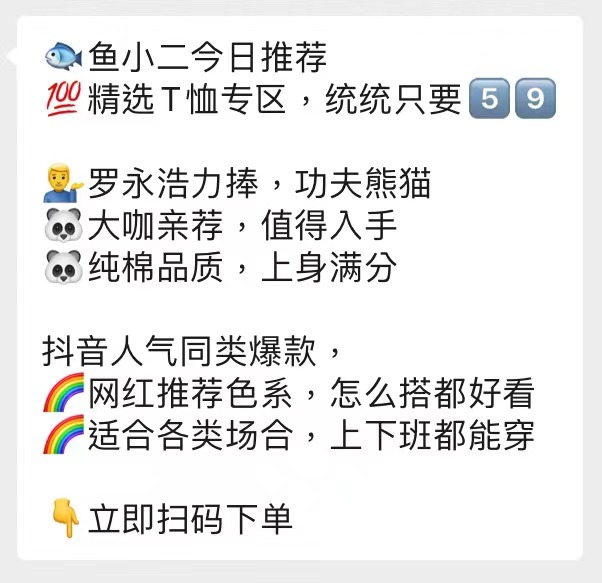 🐟鱼小二今日推荐
💯精选T恤专区，统统只要5️⃣9️⃣
💁‍♂️罗永浩力捧，功夫熊猫
🐼大咖亲荐，值得入手
🐼纯棉品质，上身满分
抖音人气同类爆款，
🌈网红推荐色系，怎么搭都好看
🌈适合各类场合，上下班都能穿
👇立即扫码下单